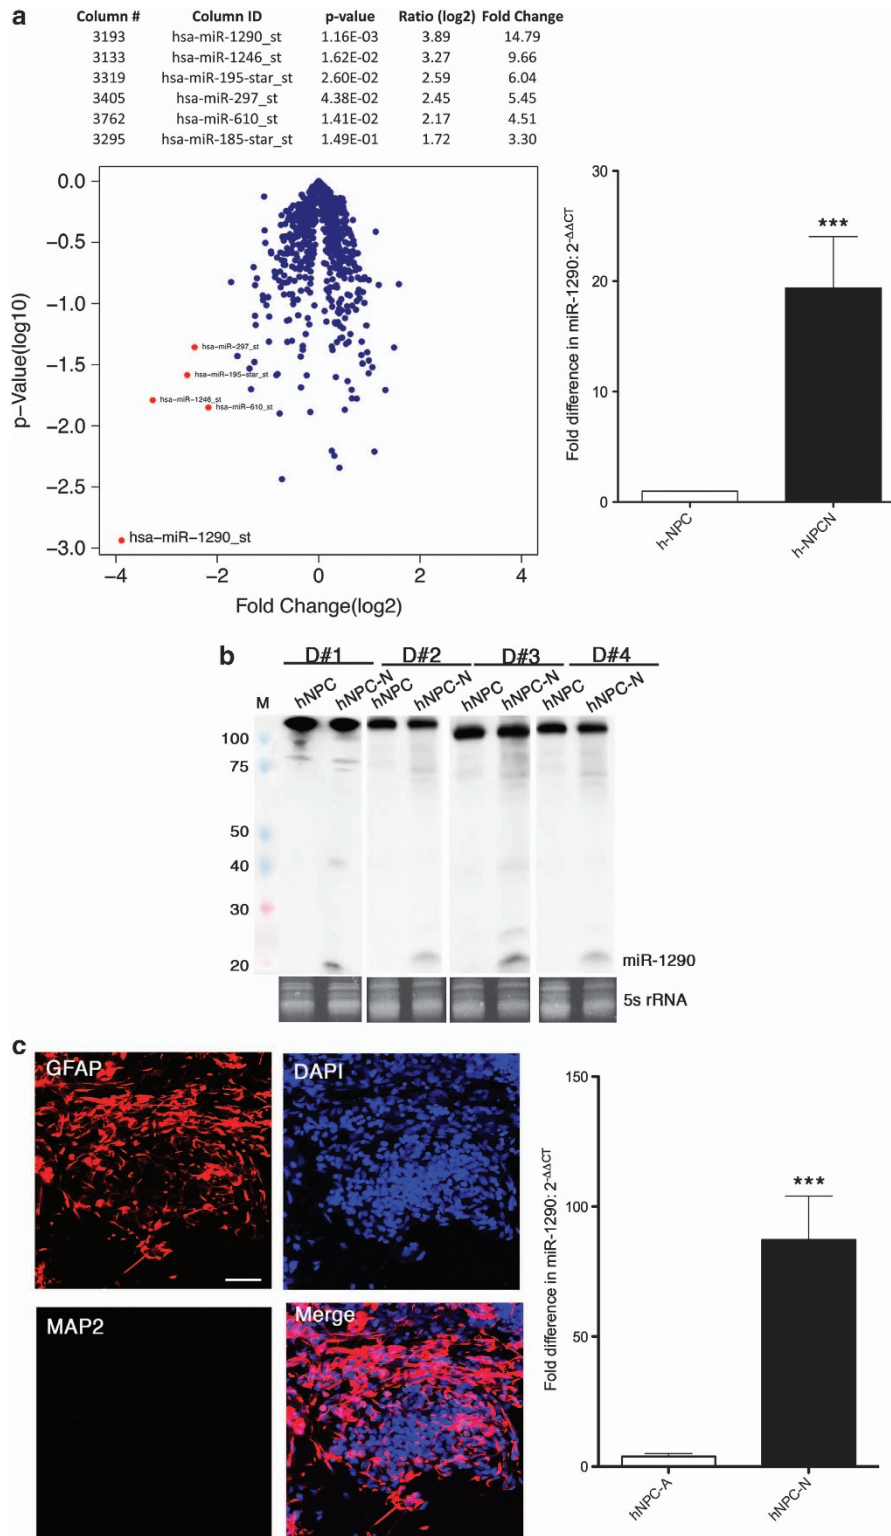 a
Column # Column ID p-value Ratio (log2) Fold Change
3193 hsa-miR-1290_st 1.16E-03 3.89 14.79
3133 hsa-miR-1246_st 1.62E-02 3.27 9.66
3319 hsa-miR-195-star_st 2.60E-02 2.59 6.04
3405 hsa-miR-297_st 4.38E-02 2.45 5.45
3762 hsa-miR-610_st 1.41E-02 2.17 4.51
3295 hsa-miR-185-star_st 1.49E-01 1.72 3.30
p-Value(log10)
0.0
−0.5
−1.0
−1.5
−2.0
−2.5
−3.0
hsa-miR-297_st
hsa-miR-195-star_st
hsa-miR-1246_st
hsa-miR-610_st
hsa-miR-1290_st
−4 −2 0 2 4
Fold Change(log2)
Fold difference in miR-1290: 2-ΔΔCT
30
20
10
0
***
h-NPC
h-NPCN
b
D#1 D#2 D#3 D#4
M hNPC hNPC-N hNPC hNPC-N hNPC hNPC-N hNPC hNPC-N
100
75
50
40
30
20
miR-1290
5s rRNA
c
GFAP
DAPI
MAP2
Merge
Fold difference in miR-1290: 2-ΔΔCT
150
100
50
0
***
hNPC-A
hNPC-N